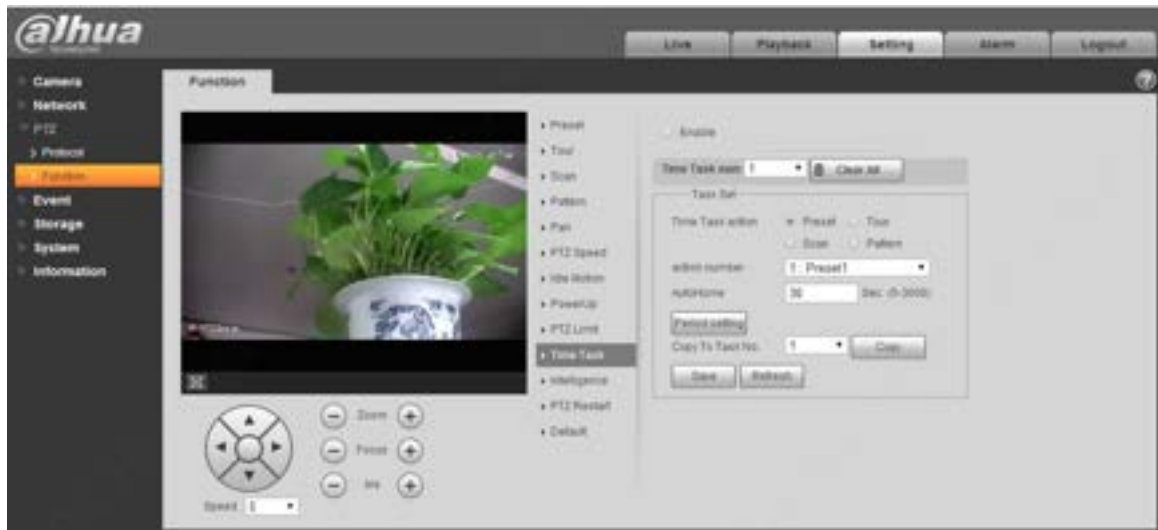 alhua
TECHNOLOGY
Live
Playback
Setting
Alarm
Logout
Camera
Network
PTZ
Protocol
Function
Event
Storage
System
Information
Function
Preset
Tour
Scan
Pattern
Pan
PTZ Speed
Idle Motion
PowerUp
PTZ Limit
Time Task
Intelligence
PTZ Restart
Default
Enable
Time Task num 1 Clear All
Task Set
Time Task action Preset Tour
Scan Pattern
action number 1 : Preset1
AutoHome 30 Sec. (0-3600)
Period setting
Copy To Task No. 1 Copy
Save Refresh
Zoom
Focus
Iris
Speed